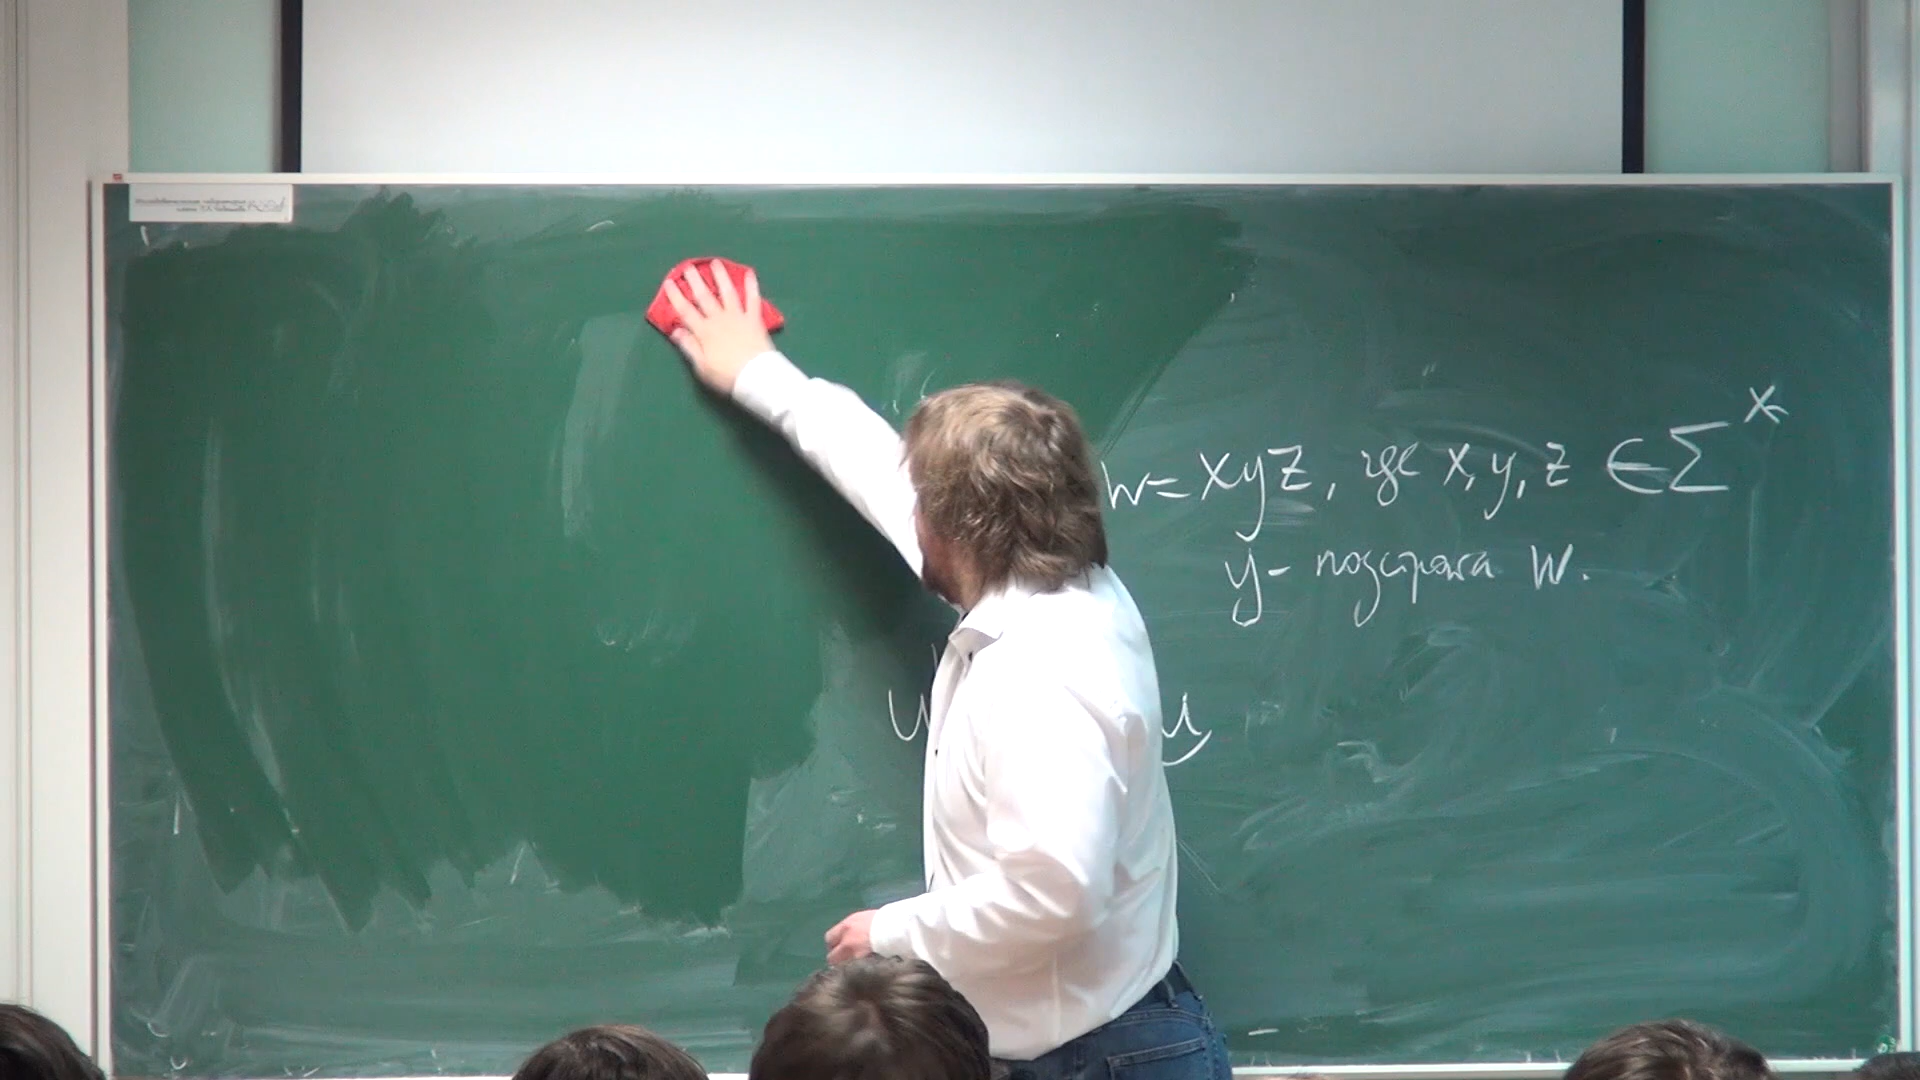 w = xyz, где x, y, z ∈ Σ*
y - подстрока w.